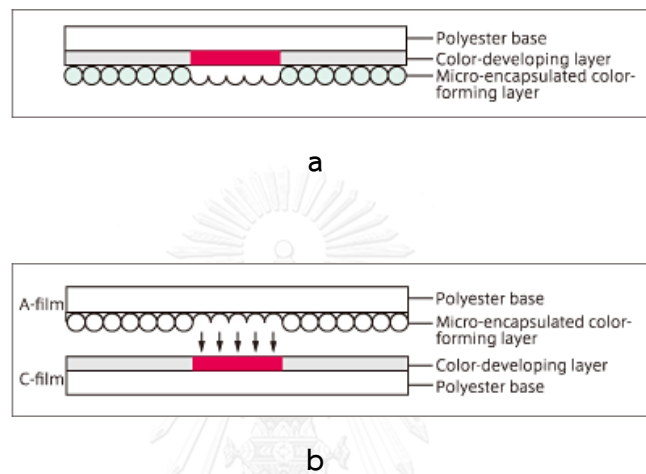 Polyester base
Color-developing layer
Micro-encapsulated color-
forming layer
a
A-film
Polyester base
Micro-encapsulated color-
forming layer
C-film
Color-developing layer
Polyester base
b